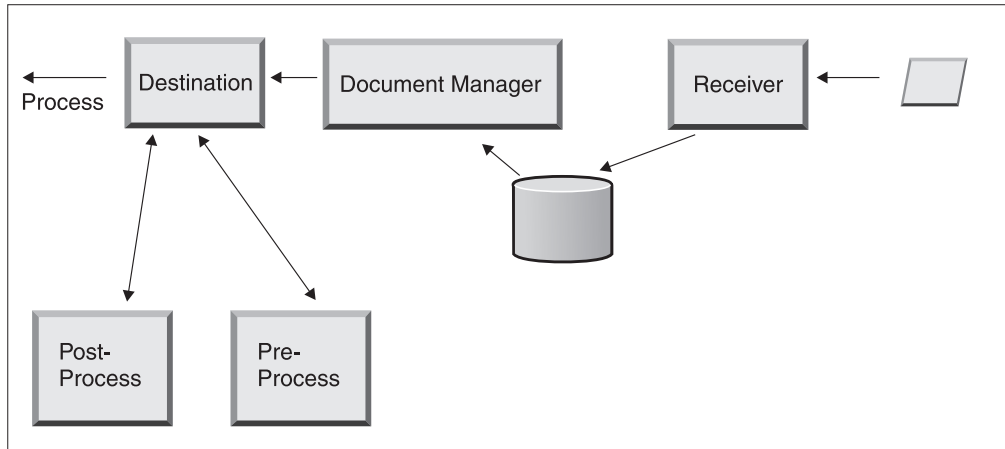 Process
Destination
Document Manager
Receiver
Post-
Process
Pre-
Process